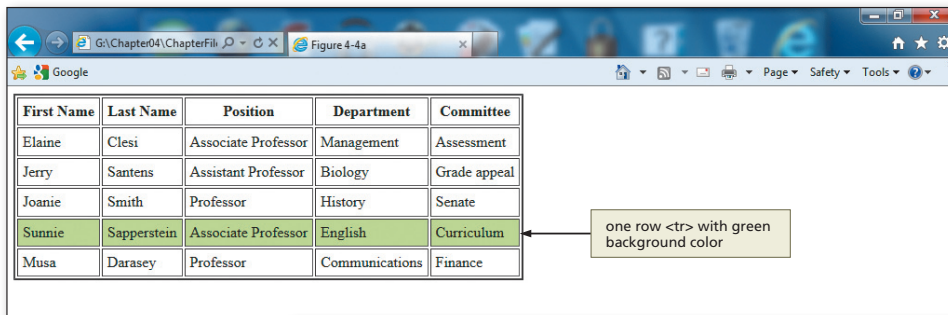 G:\Chapter04\ChapterFil
Figure 4-4a
Google
Page Safety Tools
First Name Last Name Position Department Committee
Elaine Clesi Associate Professor Management Assessment
Jerry Santens Assistant Professor Biology Grade appeal
Joanie Smith Professor History Senate
Sunnie Sapperstein Associate Professor English Curriculum
Musa Darasey Professor Communications Finance
one row <tr> with green
background color